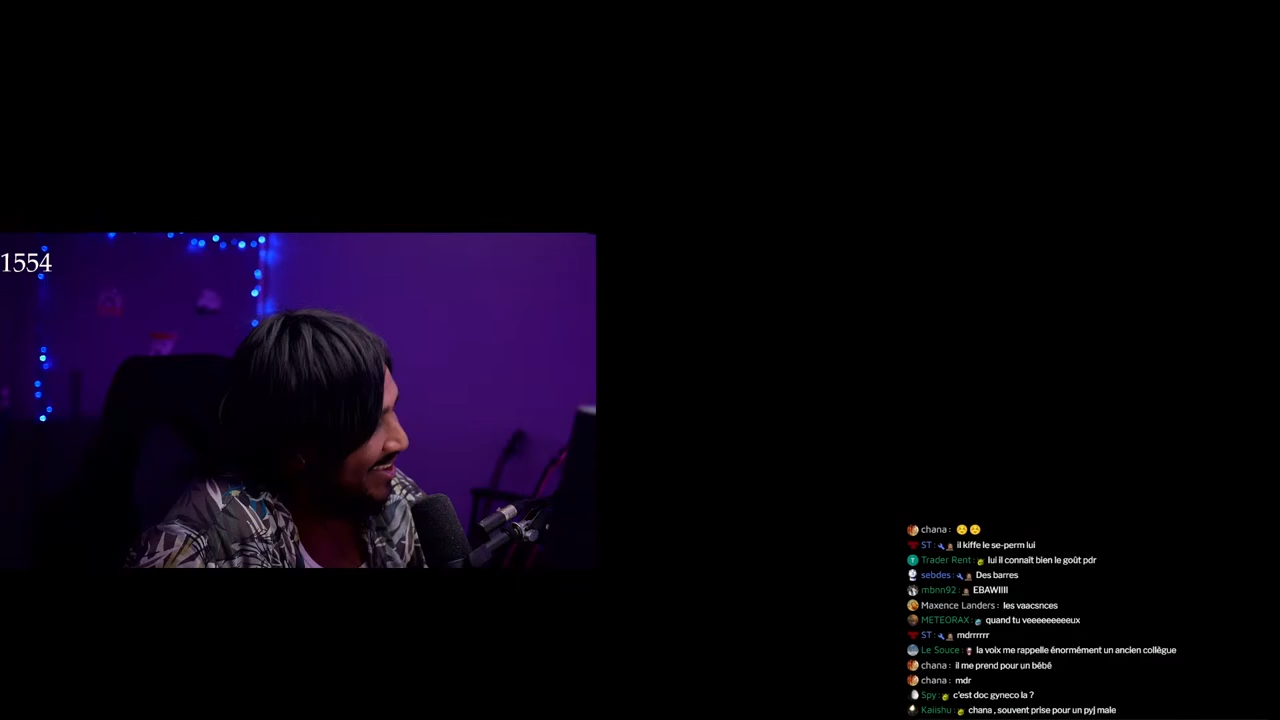 1554
chana : ☹️ ☹️
ST : il kiffe le se-perm lui
Trader Rent : lui il connaît bien le goût pdr
sebdes : Des barres
mbnn92 : EBAWIIII
Maxence Landers : les vaacsnces
METEORAX : quand tu veeeeeeeeeux
ST : mdrrrrrr
Le Souce : la voix me rappelle énormément un ancien collègue
chana : il me prend pour un bébé
chana : mdr
Spy : c'est doc gyneco la ?
Kaiishu : chana , souvent prise pour un pyj male